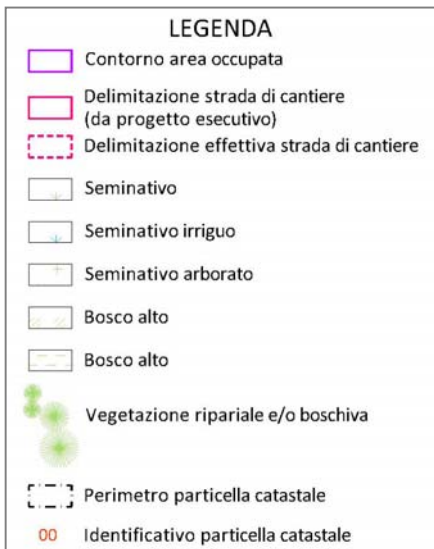 LEGENDA
Contorno area occupata
Delimitazione strada di cantiere
(da progetto esecutivo)
Delimitazione effettiva strada di cantiere
Seminativo
Seminativo irriguo
Seminativo arborato
Bosco alto
Bosco alto
Vegetazione ripariale e/o boschiva
Perimetro particella catastale
00 Identificativo particella catastale